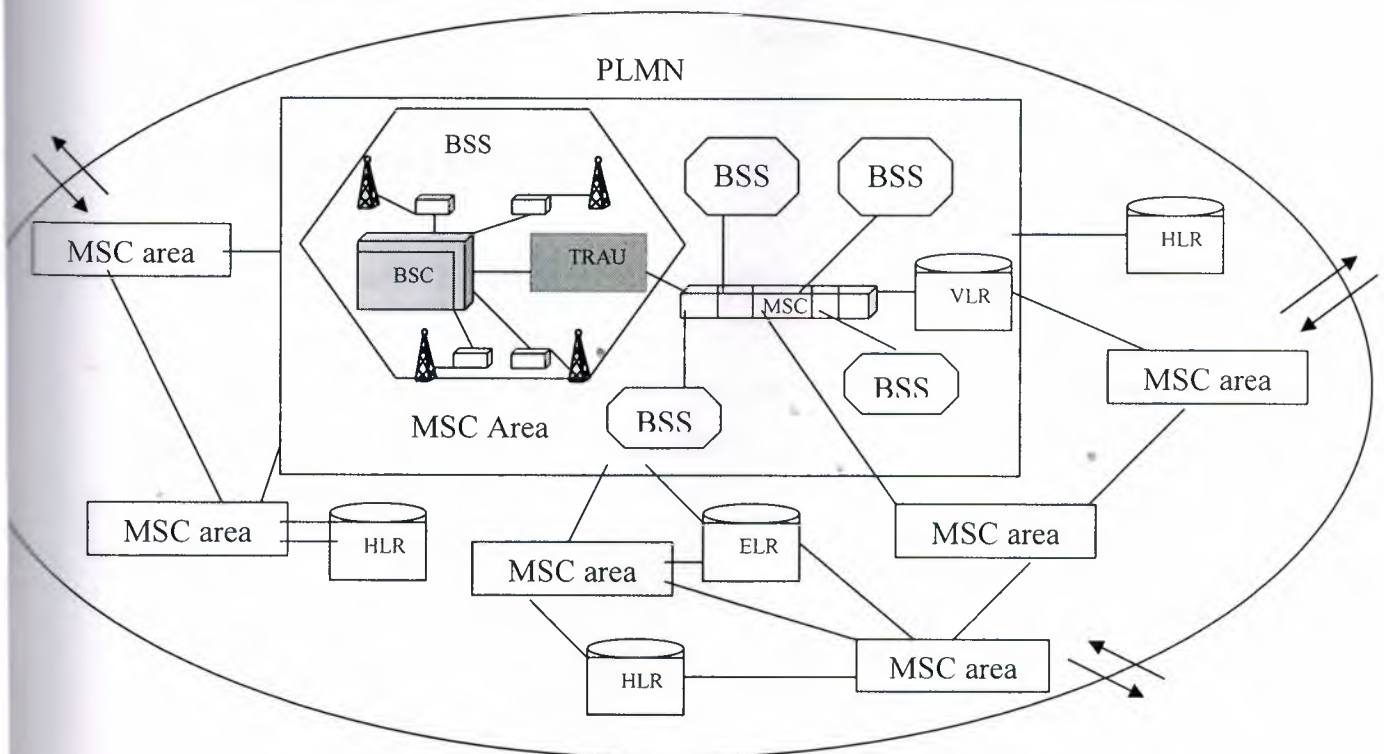 PLMN
BSS
BSS
BSS
MSC area
HLR
BSC
TRAU
MSC
VLR
MSC area
BSS
BSS
MSC Area
MSC area
HLR
ELR
MSC area
MSC area
HLR
MSC area